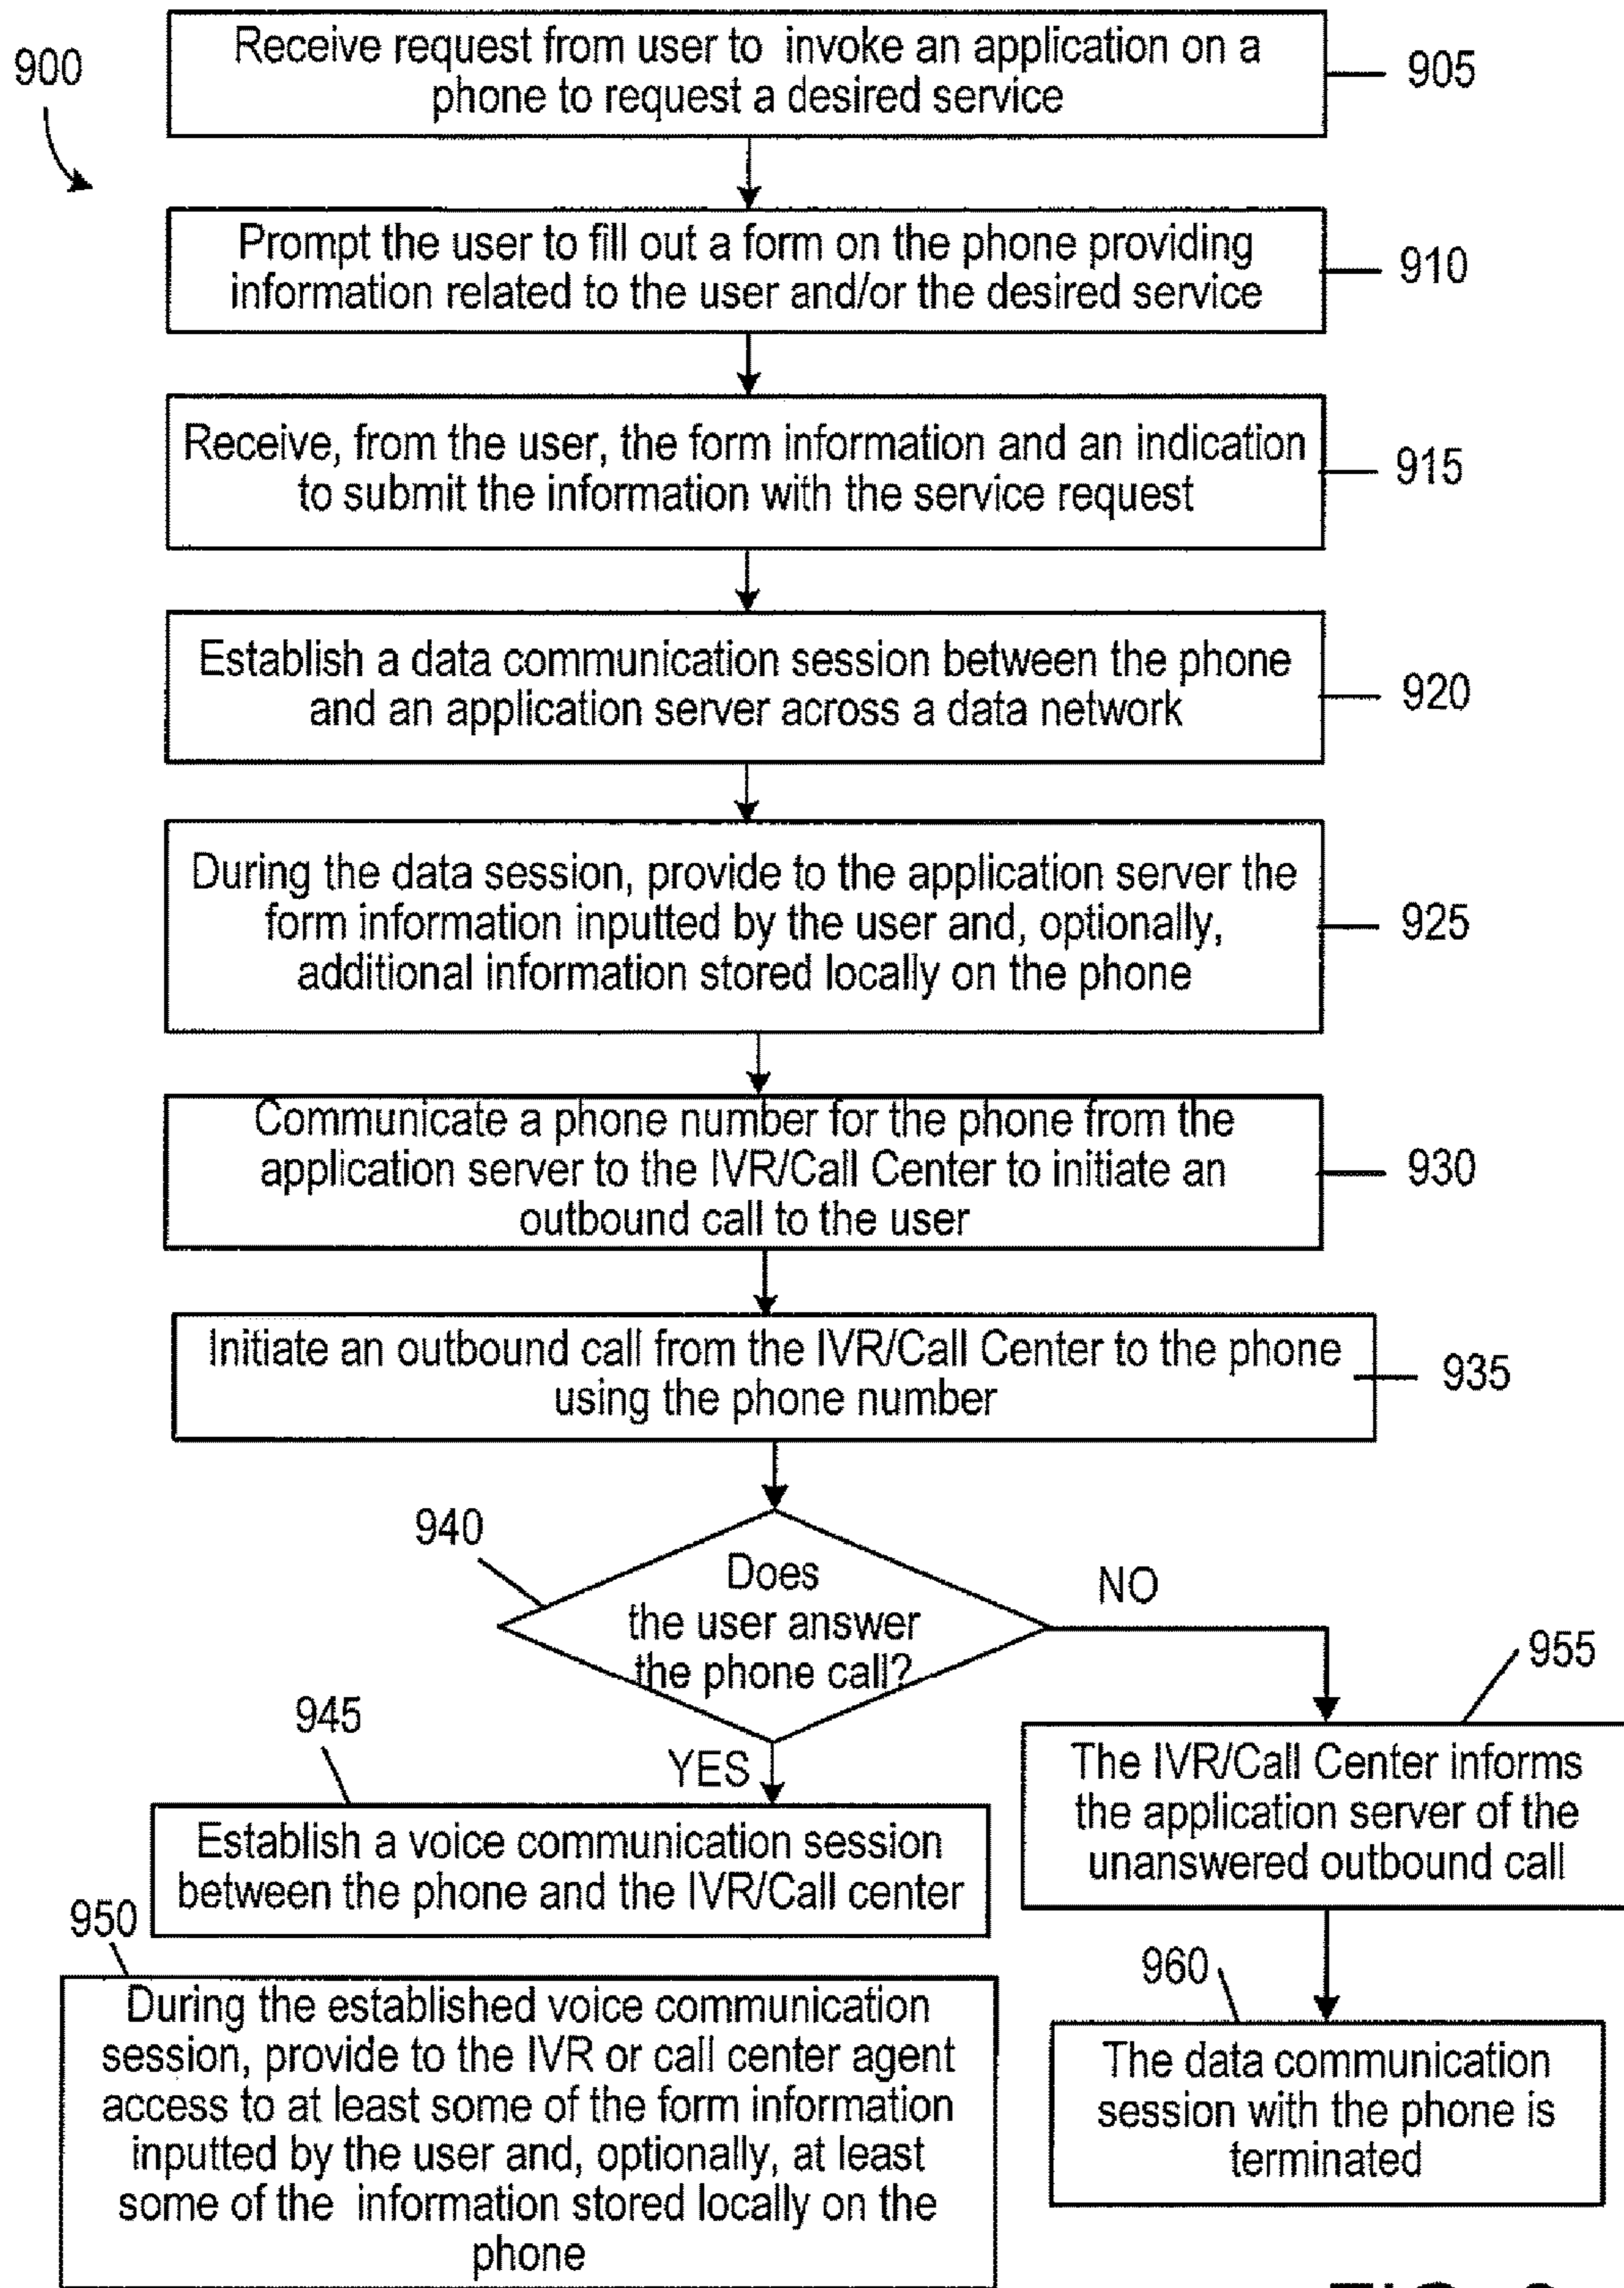 900
Receive request from user to invoke an application on a
phone to request a desired service
905
Prompt the user to fill out a form on the phone providing
information related to the user and/or the desired service
910
Receive, from the user, the form information and an indication
to submit the information with the service request
915
Establish a data communication session between the phone
and an application server across a data network
920
During the data session, provide to the application server the
form information inputted by the user and, optionally,
additional information stored locally on the phone
925
Communicate a phone number for the phone from the
application server to the IVR/Call Center to initiate an
outbound call to the user
930
Initiate an outbound call from the IVR/Call Center to the phone
using the phone number
935
940
Does
the user answer
the phone call?
NO
YES
945
Establish a voice communication session
between the phone and the IVR/Call center
950
During the established voice communication
session, provide to the IVR or call center agent
access to at least some of the form information
inputted by the user and, optionally, at least
some of the information stored locally on the
phone
955
The IVR/Call Center informs
the application server of the
unanswered outbound call
960
The data communication
session with the phone is
terminated